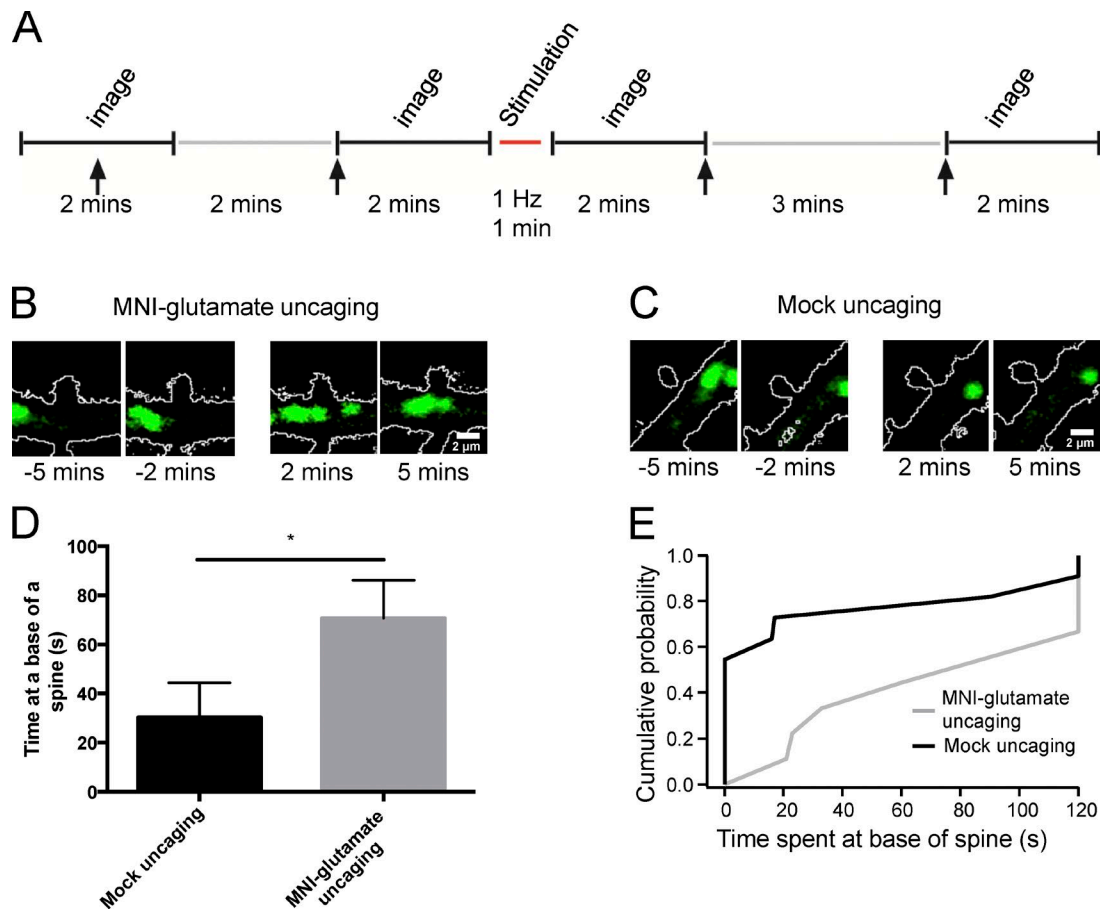 A
image
image
Stimulation
image
image
2 mins
2 mins
2 mins
1 Hz
1 min
2 mins
3 mins
2 mins
B
MNI-glutamate uncaging
2 µm
-5 mins
-2 mins
2 mins
5 mins
C
Mock uncaging
2 µm
-5 mins
-2 mins
2 mins
5 mins
D
*
100
80
60
40
20
0
Time at a base of a
spine (s)
Mock uncaging
MNI-glutamate
uncaging
E
1.0
0.8
0.6
0.4
0.2
0.0
Cumulative probability
MNI-glutamate
uncaging
Mock uncaging
0
20
40
60
80
100
120
Time spent at base of spine (s)